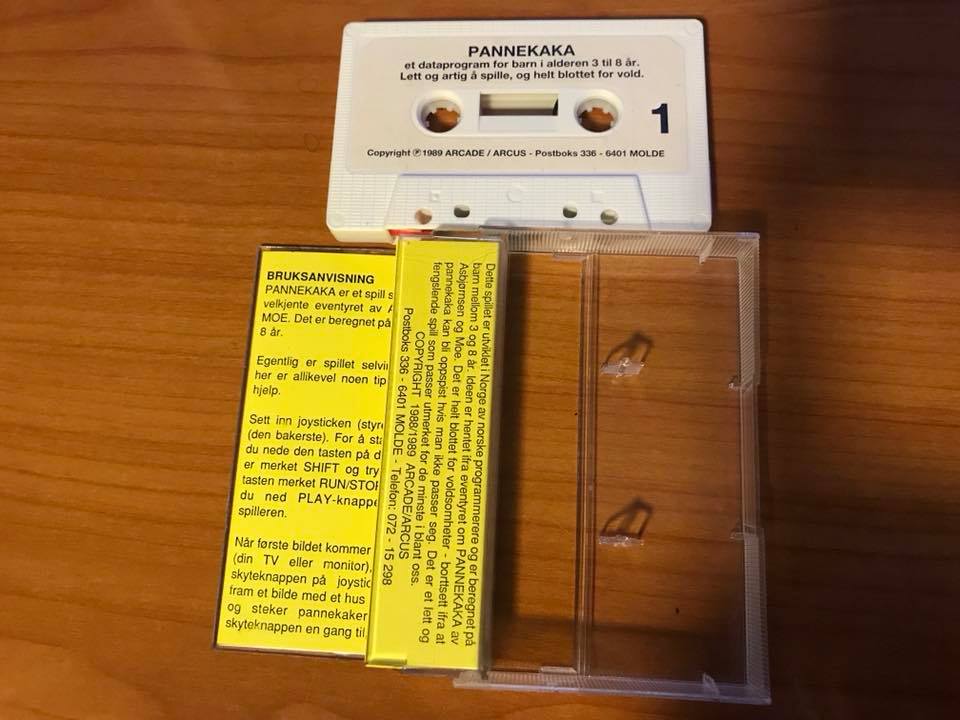 PANNEKAKA
et dataprogram for barn i alderen 3 til 8 år.
Lett og artig å spille, og helt blottet for vold.
1
Copyright Ⓟ 1989 ARCADE / ARCUS - Postboks 336 - 6401 MOLDE
BRUKSANVISNING
PANNEKAKA er et spill s
velkjente eventyret av A
MOE. Det er beregnet på
8 år.
Egentlig er spillet selvi
her er allikevel noen tip
hjelp.
Sett inn joysticken (styre
(den bakerste). For å sta
du nede den tasten på d
er merket SHIFT og try
tasten merket RUN/STOP
du ned PLAY-knappe
spilleren.
Når første bildet kommer
(din TV eller monitor),
skyteknappen på joystic
fram et bilde med et hus
og steker pannekaker
skyteknappen en gang til
Dette spillet er utviklet i Norge av norske programmerere og er beregnet på
barn mellom 3 og 8 år. Ideen er hentet ifra eventyret om PANNEKAKA av
Asbjørnsen og Moe. Det er helt blottet for voldsomheter - borttsett ifra at
pannekaka kan bli oppspist hvis man ikke passer seg. Det er et lett og
fengslende spill som passer utmerket for de minste i blant oss.
COPYRIGHT 1988/1989 ARCADE/ARCUS
Postboks 336 - 6401 MOLDE - Telefon: 072 - 15 298